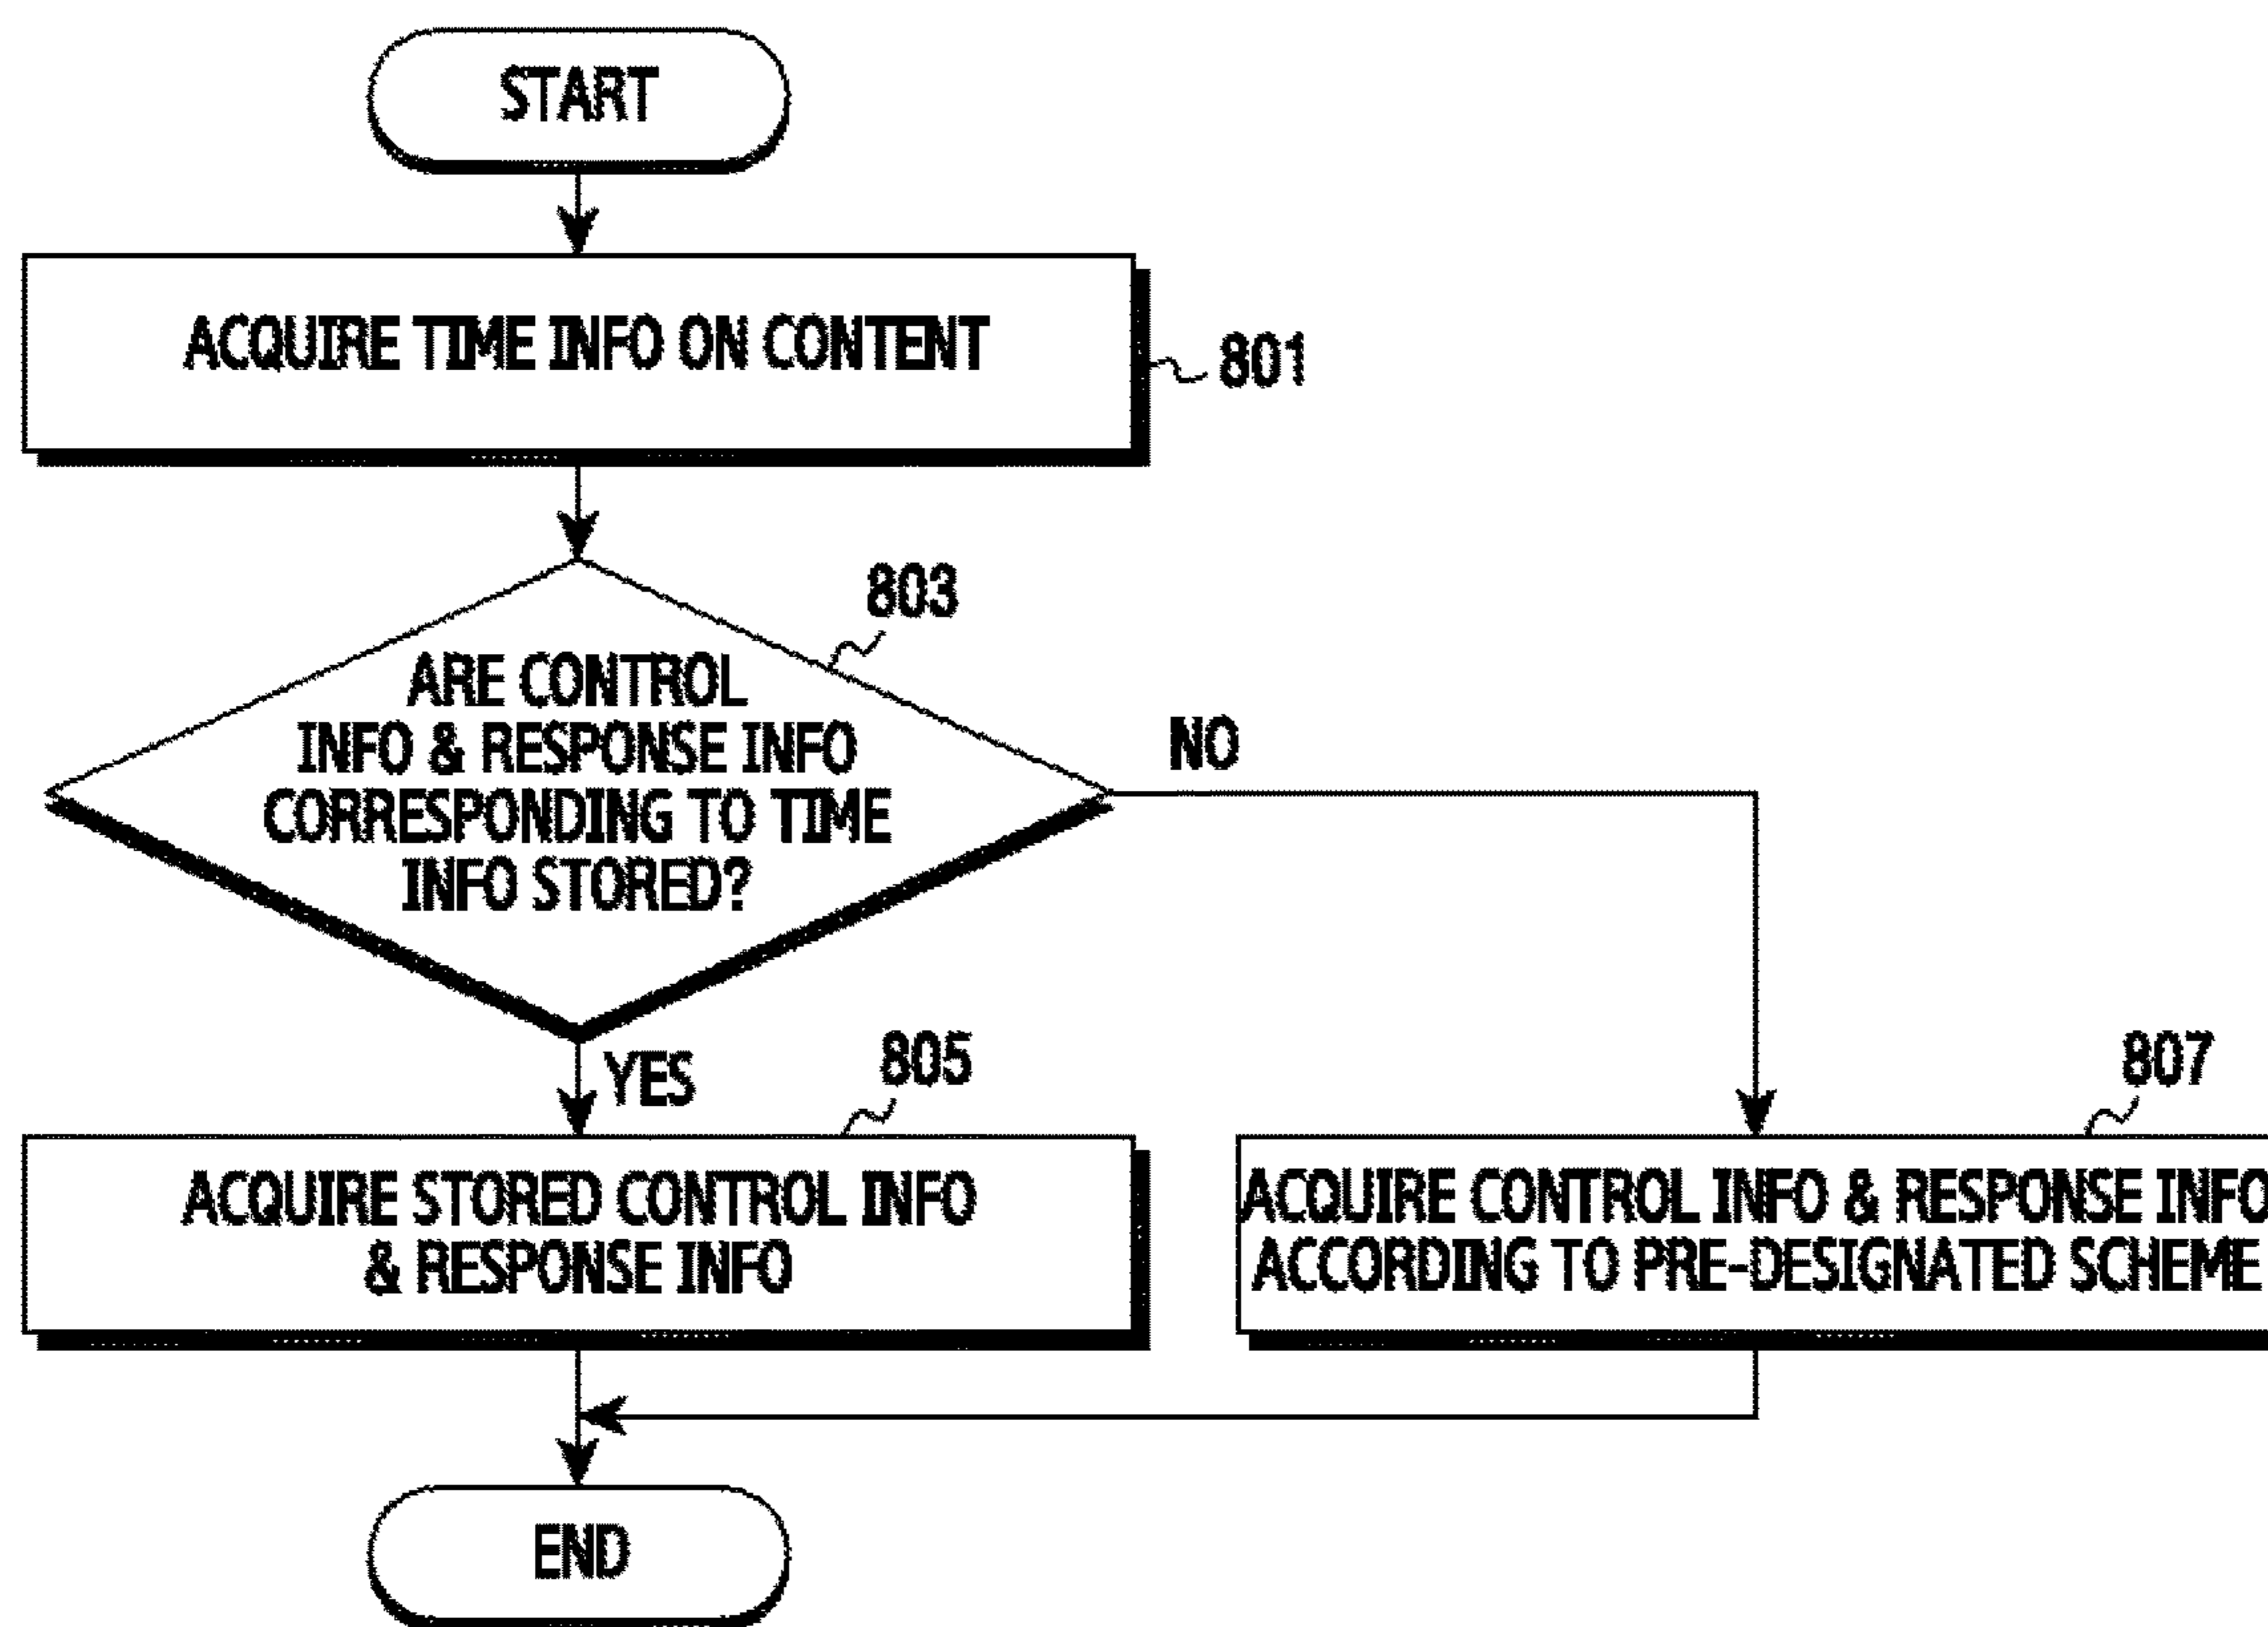 START
ACQUIRE TIME INFO ON CONTENT
801
803
ARE CONTROL
INFO & RESPONSE INFO
CORRESPONDING TO TIME
INFO STORED?
NO
YES
805
ACQUIRE STORED CONTROL INFO
& RESPONSE INFO
807
ACQUIRE CONTROL INFO & RESPONSE INFO
ACCORDING TO PRE-DESIGNATED SCHEME
END